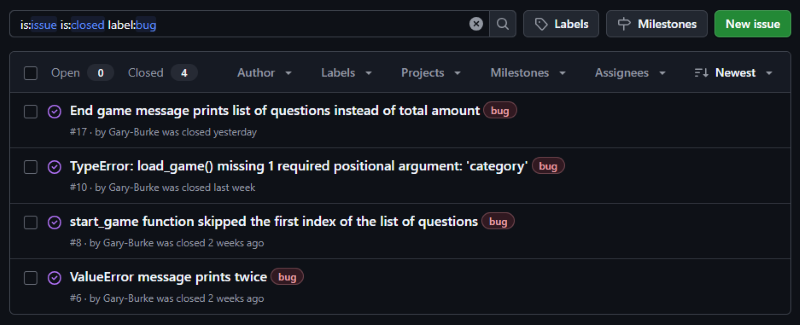 is:issue is:closed label:bug
Labels
Milestones
New issue
Open 0 Closed 4 Author Labels Projects Milestones Assignees Newest
End game message prints list of questions instead of total amount bug
#17 · by Gary-Burke was closed yesterday
TypeError: load_game() missing 1 required positional argument: 'category' bug
#10 · by Gary-Burke was closed last week
start_game function skipped the first index of the list of questions bug
#8 · by Gary-Burke was closed 2 weeks ago
ValueError message prints twice bug
#6 · by Gary-Burke was closed 2 weeks ago